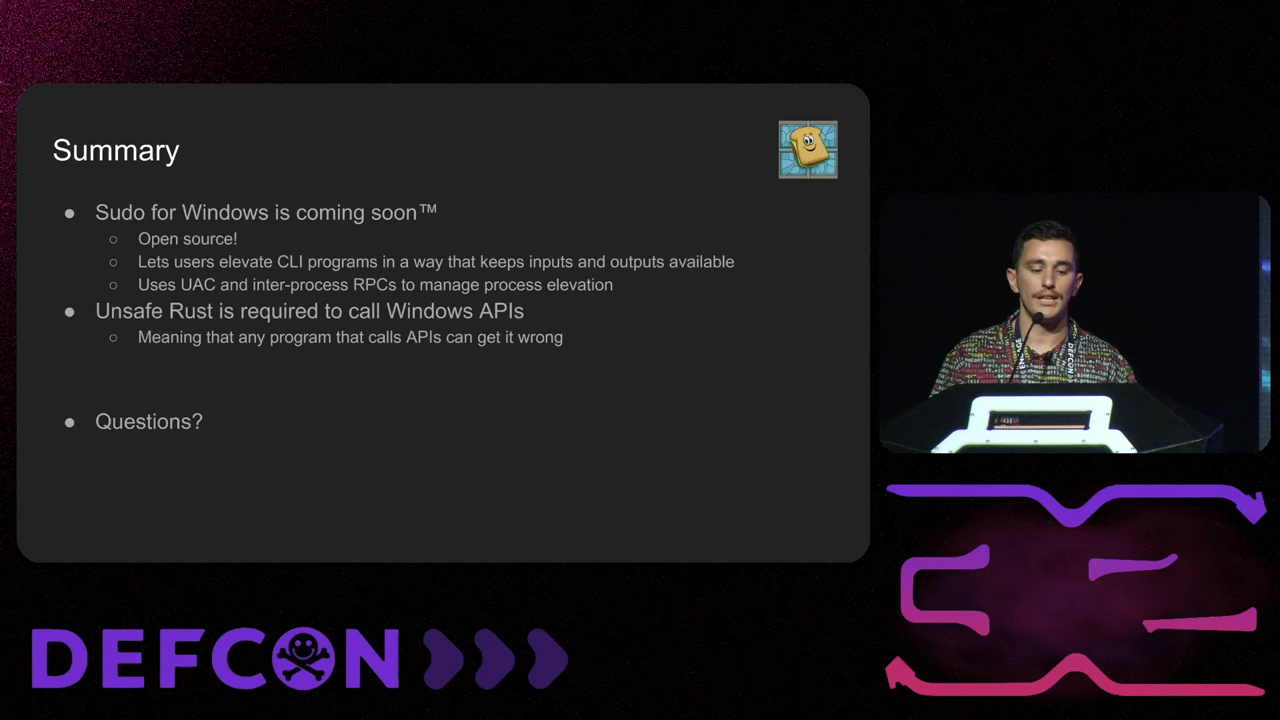 Summary
● Sudo for Windows is coming soon™
○ Open source!
○ Lets users elevate CLI programs in a way that keeps inputs and outputs available
○ Uses UAC and inter-process RPCs to manage process elevation
● Unsafe Rust is required to call Windows APIs
○ Meaning that any program that calls APIs can get it wrong
● Questions?
DEFCON
DEFCON